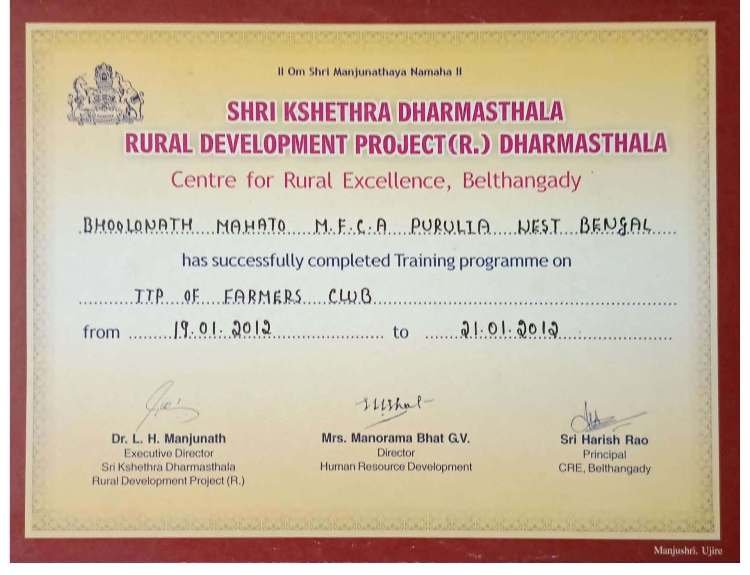 ॥ Om Shri Manjunathaya Namaha ॥
SHRI KSHETHRA DHARMASTHALA
RURAL DEVELOPMENT PROJECT(R.) DHARMASTHALA
Centre for Rural Excellence, Belthangady
BHOOLONATH MAHATO M.F.C.A PURULIA WEST BENGAL
has successfully completed Training programme on
TTP OF FARMERS CLUB
from 19.01.2012 to 21.01.2012
Dr. L. H. Manjunath
Executive Director
Sri Kshethra Dharmasthala
Rural Development Project (R.)
Mrs. Manorama Bhat G.V.
Director
Human Resource Development
Sri Harish Rao
Principal
CRE, Belthangady
Manjushri, Ujire